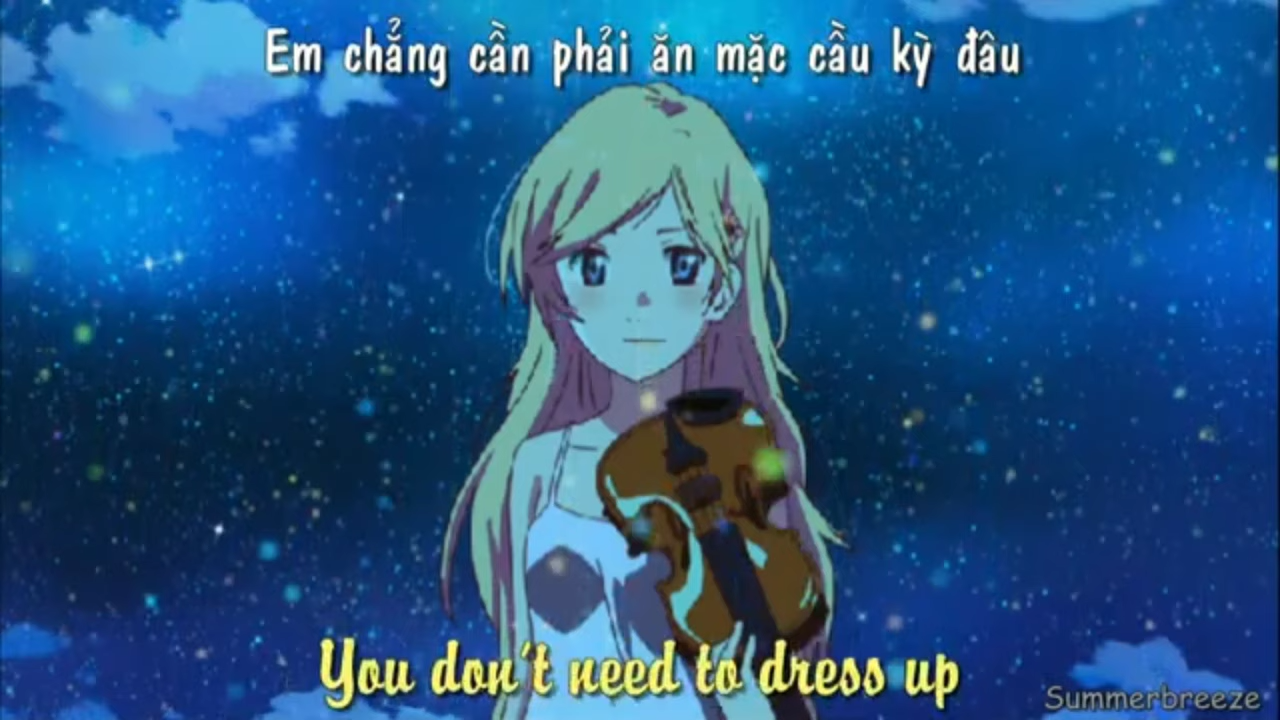 Em chẳng cần phải ăn mặc cầu kỳ đâu
You don't need to dress up
Summerbreeze